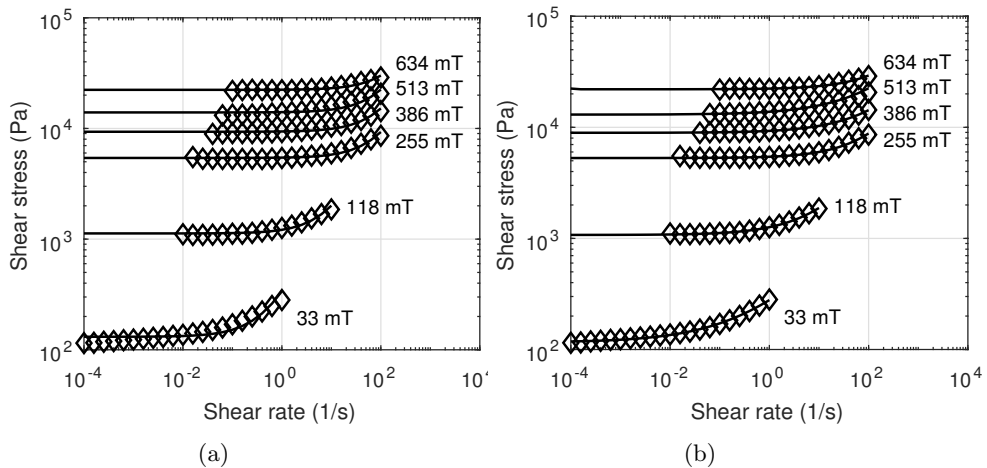 10^5
10^4
10^3
10^2
Shear stress (Pa)
634 mT
513 mT
386 mT
255 mT
118 mT
33 mT
10^-4
10^-2
10^0
10^2
10^4
Shear rate (1/s)
(a)
10^5
10^4
10^3
10^2
Shear stress (Pa)
634 mT
513 mT
386 mT
255 mT
118 mT
33 mT
10^-4
10^-2
10^0
10^2
10^4
Shear rate (1/s)
(b)